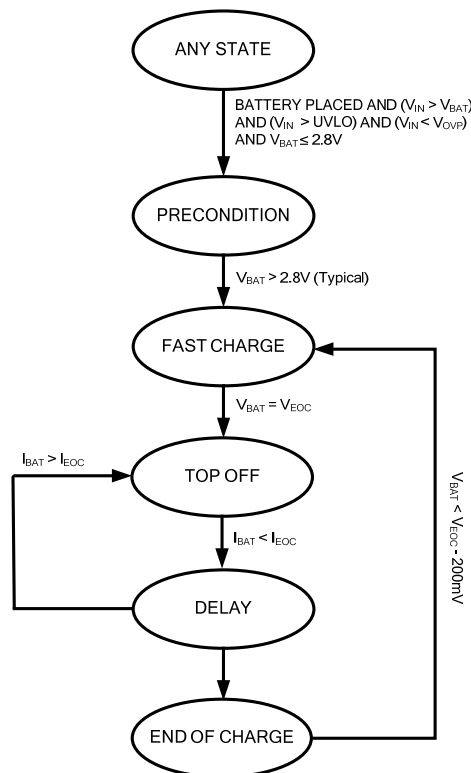 ANY STATE
BATTERY PLACED AND (VIN > VBAT)
AND (VIN > UVLO) AND (VIN < VOVP)
AND VBAT ≤ 2.8V
PRECONDITION
VBAT > 2.8V (Typical)
FAST CHARGE
VBAT = VEOC
IBAT > IEOC
TOP OFF
IBAT < IEOC
VBAT < VEOC - 200mV
DELAY
END OF CHARGE